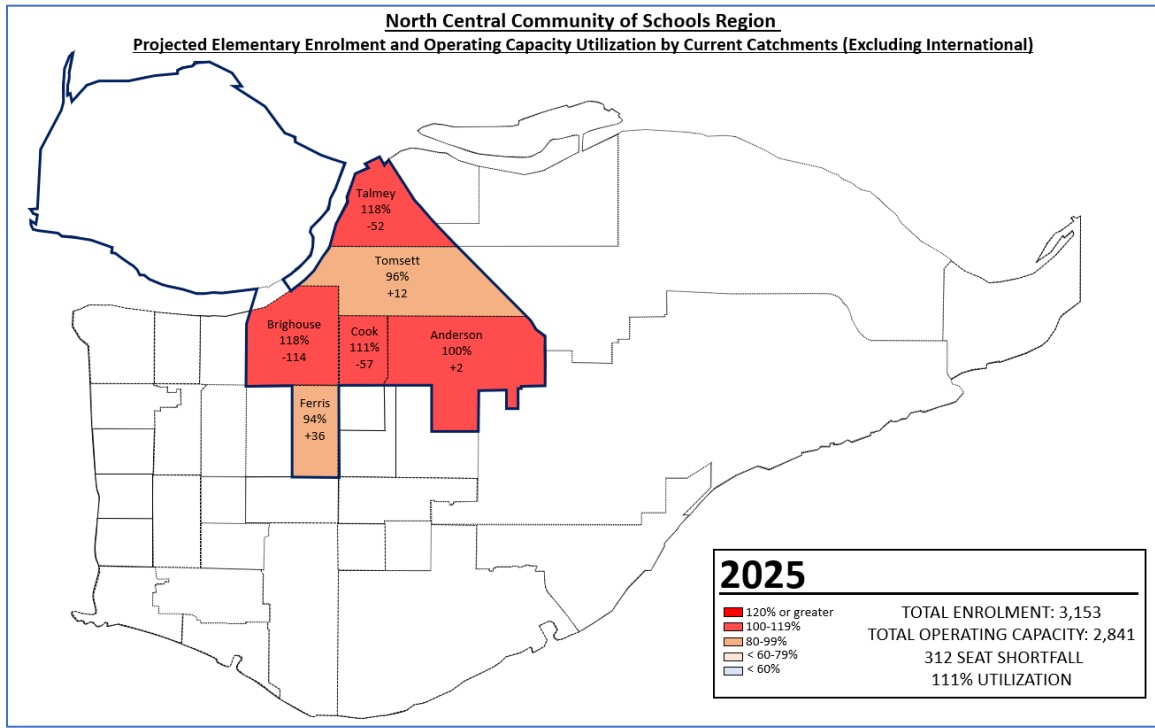 North Central Community of Schools Region
Projected Elementary Enrolment and Operating Capacity Utilization by Current Catchments (Excluding International)
Talmey
118%
-52
Tomsett
96%
+12
Brighouse
118%
-114
Cook
111%
-57
Anderson
100%
+2
Ferris
94%
+36
2025
120% or greater
100-119%
80-99%
< 60-79%
< 60%
TOTAL ENROLMENT: 3,153
TOTAL OPERATING CAPACITY: 2,841
312 SEAT SHORTFALL
111% UTILIZATION